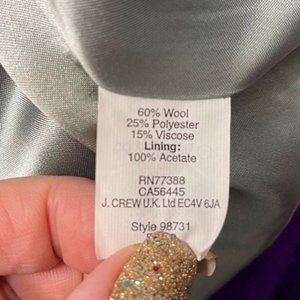 60% Wool
25% Polyester
15% Viscose
Lining:
100% Acetate
RN77388
CA56445
J. CREW U.K. Ltd EC4V 6JA
Style 98731